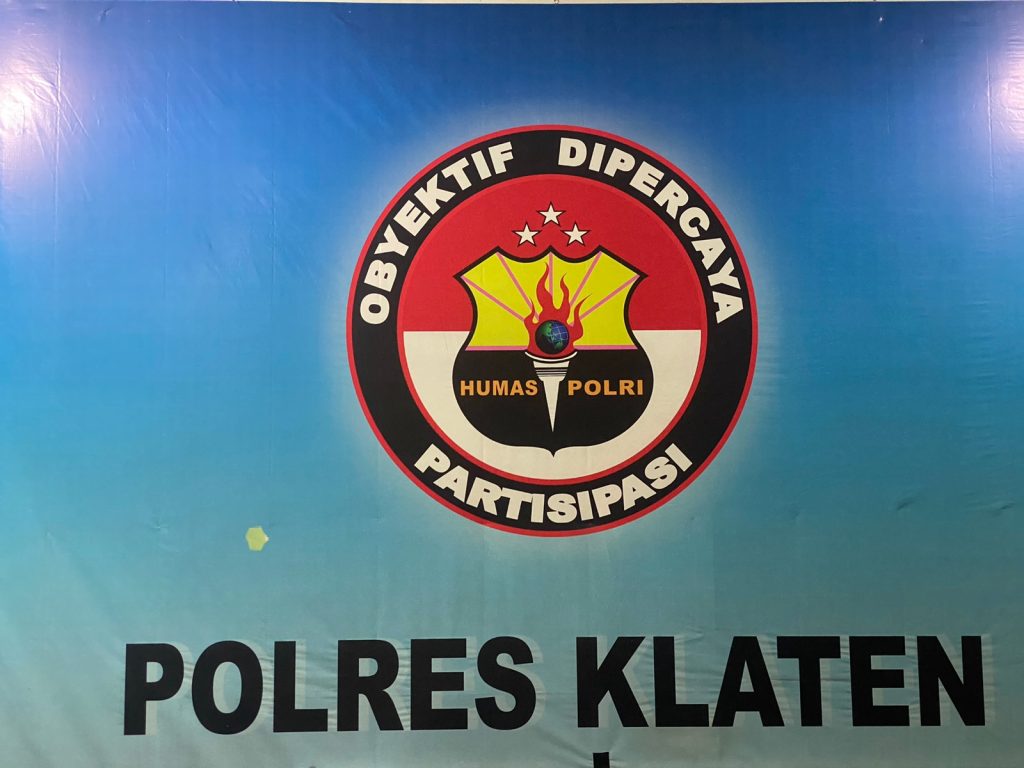 OBYEKTIF DIPERCAYA
HUMAS POLRI
PARTISIPASI
POLRES KLATEN